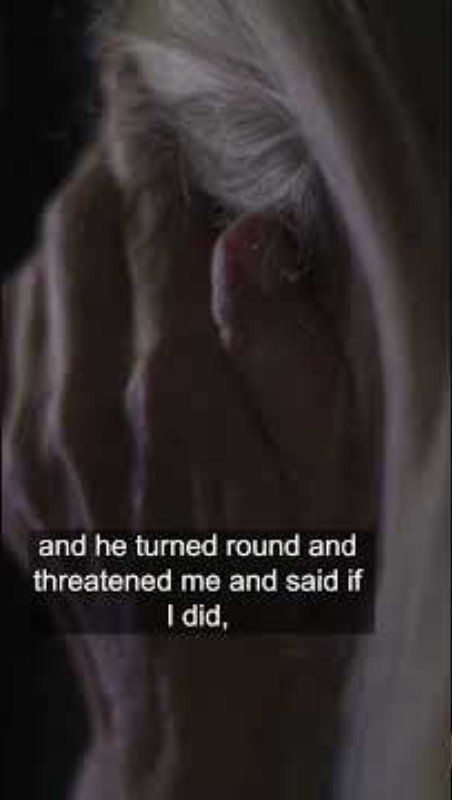 and he turned round and
threatened me and said if
I did,